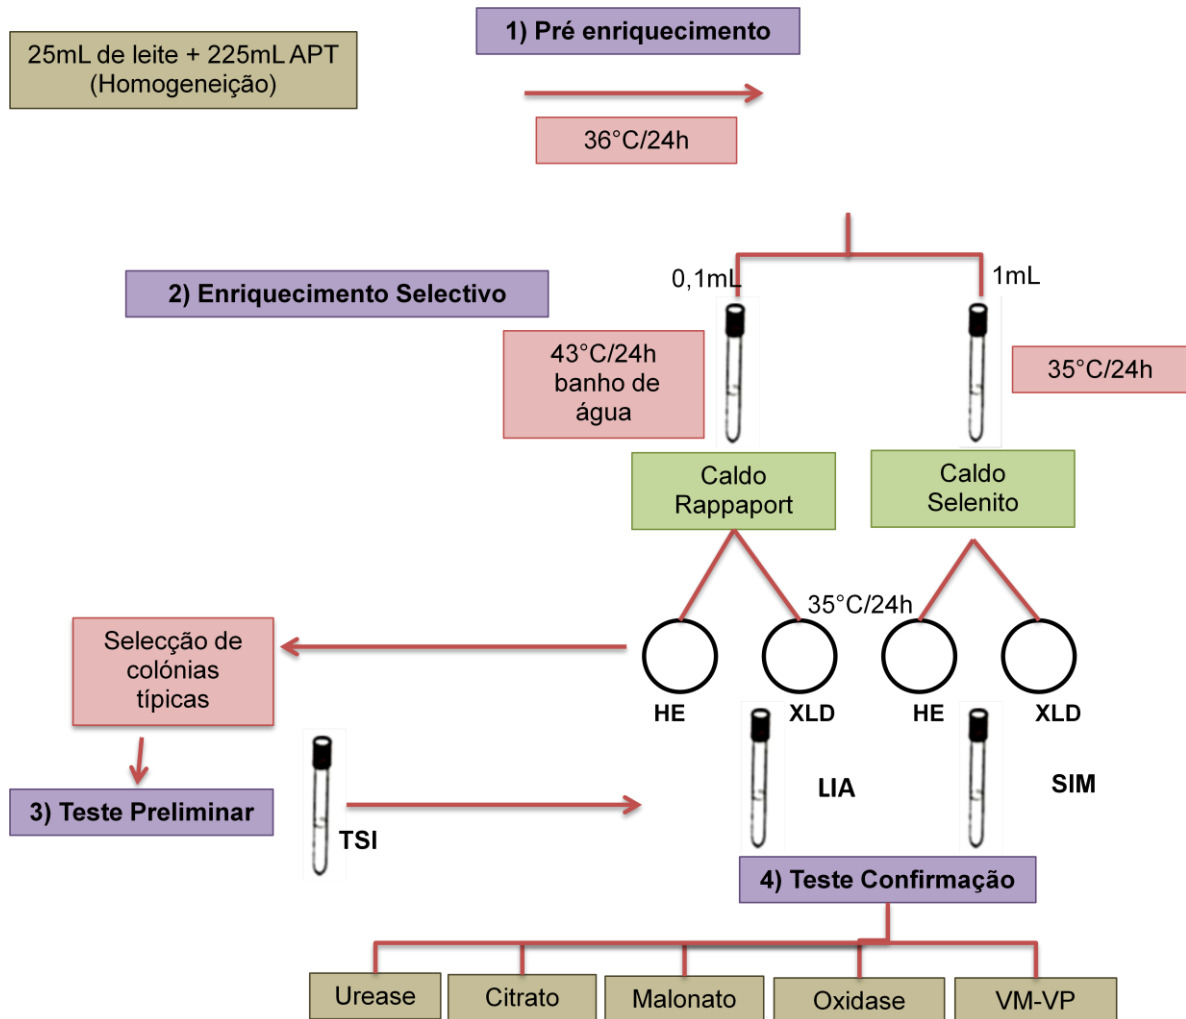 1) Pré enriquecimento
25mL de leite + 225mL APT
(Homogeneição)
36°C/24h
2) Enriquecimento Selectivo
0,1mL
1mL
43°C/24h
banho de
água
35°C/24h
Caldo
Rappaport
Caldo
Selenito
35°C/24h
Selecção de
colónias
típicas
HE
XLD
HE
XLD
3) Teste Preliminar
TSI
LIA
SIM
4) Teste Confirmação
Urease
Citrato
Malonato
Oxidase
VM-VP